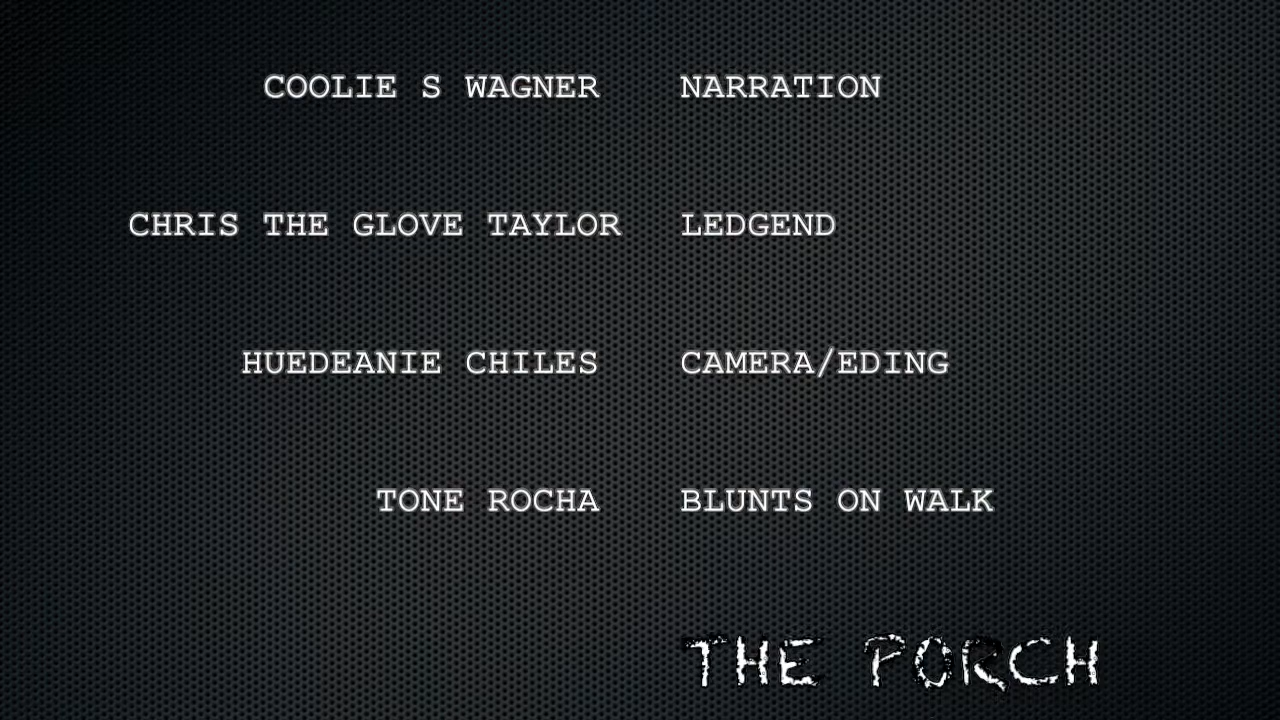 COOLIE S WAGNER NARRATION
CHRIS THE GLOVE TAYLOR LEDGEND
HUEDEANIE CHILES CAMERA/EDING
TONE ROCHA BLUNTS ON WALK
THE PORCH